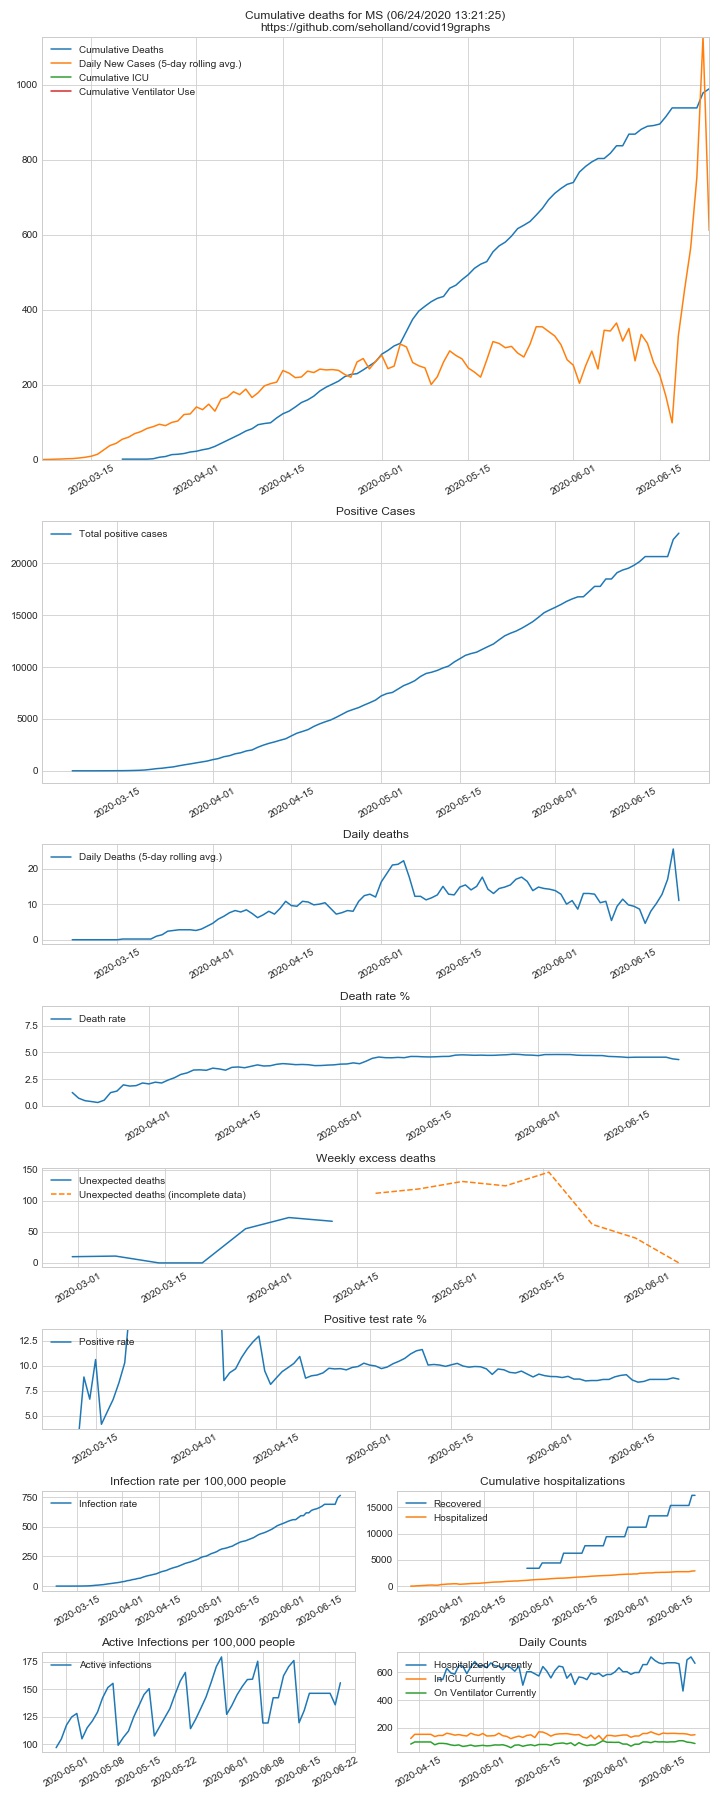 Cumulative deaths for MS (06/24/2020 13:21:25)
https://github.com/seholland/covid19graphs
Cumulative Deaths
Daily New Cases (5-day rolling avg.)
Cumulative ICU
Cumulative Ventilator Use
1000
800
600
400
200
0
2020-03-15 2020-04-01 2020-04-15 2020-05-01 2020-05-15 2020-06-01 2020-06-15
Positive Cases
Total positive cases
20000
15000
10000
5000
0
2020-03-15 2020-04-01 2020-04-15 2020-05-01 2020-05-15 2020-06-01 2020-06-15
Daily deaths
Daily Deaths (5-day rolling avg.)
20
10
0
2020-03-15 2020-04-01 2020-04-15 2020-05-01 2020-05-15 2020-06-01 2020-06-15
Death rate %
Death rate
7.5
5.0
2.5
0.0
2020-04-01 2020-04-15 2020-05-01 2020-05-15 2020-06-01 2020-06-15
Weekly excess deaths
Unexpected deaths
Unexpected deaths (incomplete data)
150
100
50
0
2020-03-01 2020-03-15 2020-04-01 2020-04-15 2020-05-01 2020-05-15 2020-06-01
Positive test rate %
Positive rate
12.5
10.0
7.5
5.0
2020-03-15 2020-04-01 2020-04-15 2020-05-01 2020-05-15 2020-06-01 2020-06-15
Infection rate per 100,000 people
Infection rate
750
500
250
0
2020-03-15 2020-04-01 2020-04-15 2020-05-01 2020-05-15 2020-06-01 2020-06-15
Cumulative hospitalizations
Recovered
Hospitalized
15000
10000
5000
0
2020-04-01 2020-04-15 2020-05-01 2020-05-15 2020-06-01 2020-06-15
Active Infections per 100,000 people
Active infections
175
150
125
100
2020-05-01 2020-05-08 2020-05-15 2020-05-22 2020-06-01 2020-06-08 2020-06-15 2020-06-22
Daily Counts
Hospitalized Currently
In ICU Currently
On Ventilator Currently
600
400
200
2020-04-15 2020-05-01 2020-05-15 2020-06-01 2020-06-15